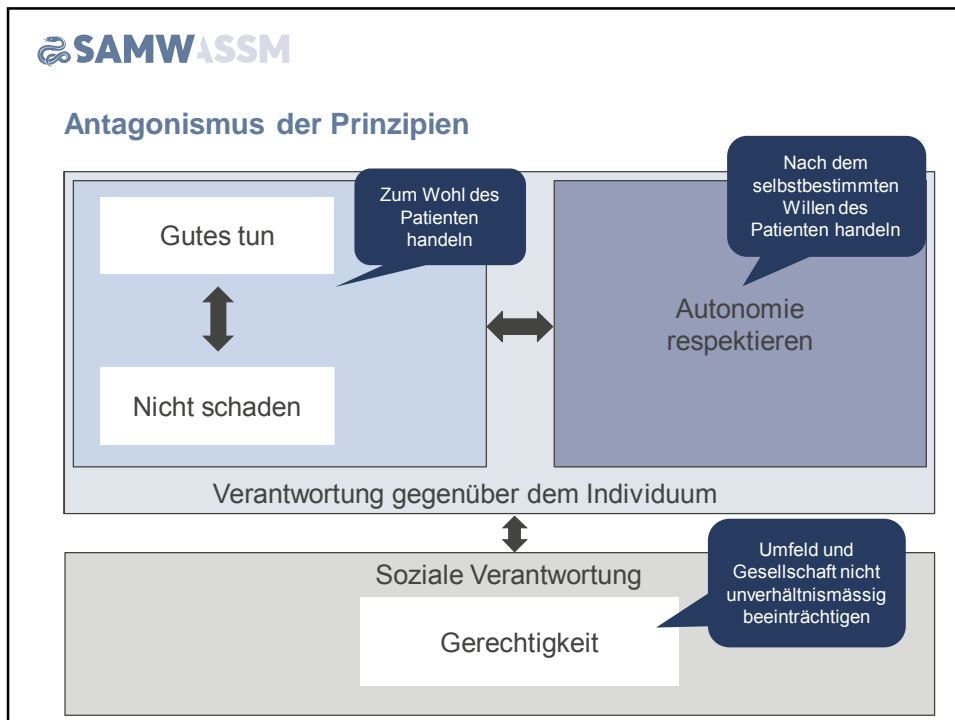 SAMWASSM
Antagonismus der Prinzipien
Gutes tun
Nicht schaden
Zum Wohl des
Patienten
handeln
Nach dem
selbstbestimmten
Willen des
Patienten handeln
Autonomie
respektieren
Verantwortung gegenüber dem Individuum
Soziale Verantwortung
Gerechtigkeit
Umfeld und
Gesellschaft nicht
unverhältnismässig
beeinträchtigen